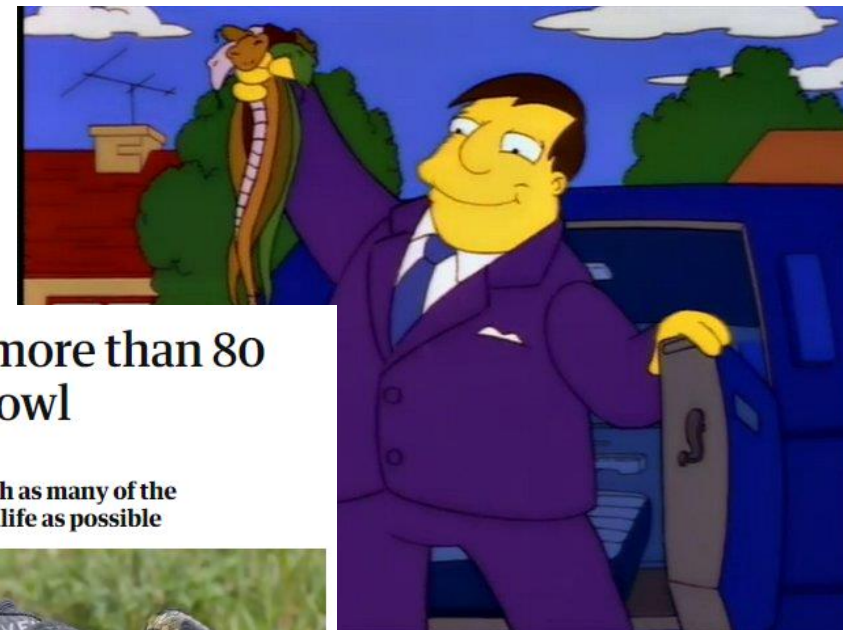 more than 80
owl
h as many of the
life as possible